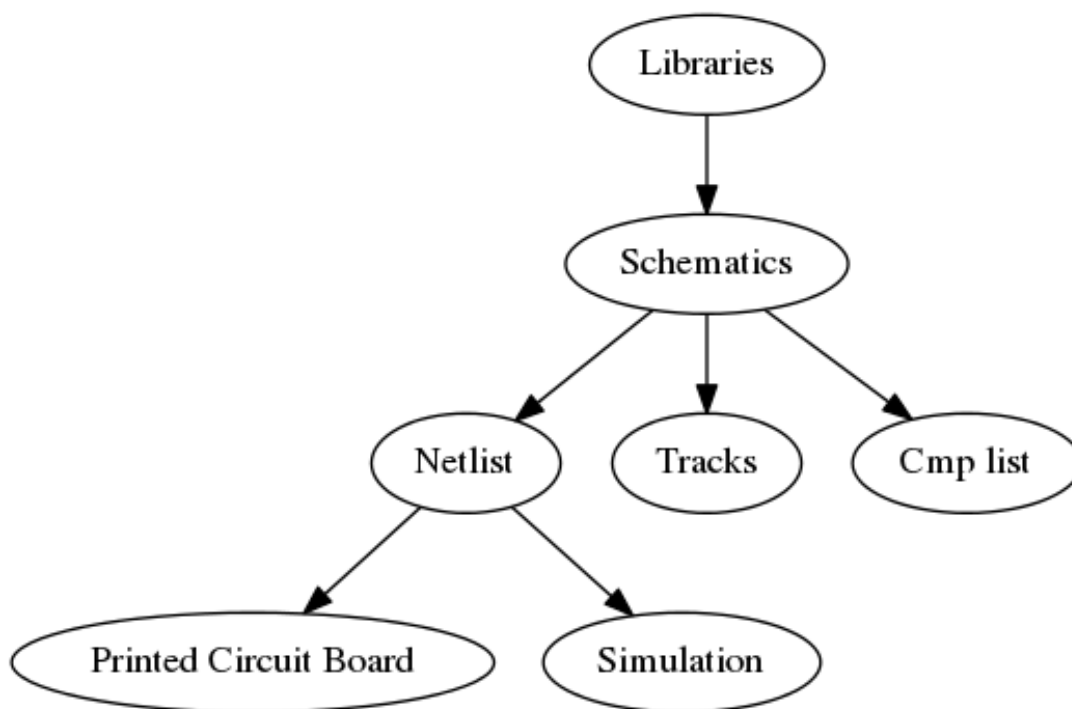 Libraries
Schematics
Netlist
Tracks
Cmp list
Printed Circuit Board
Simulation